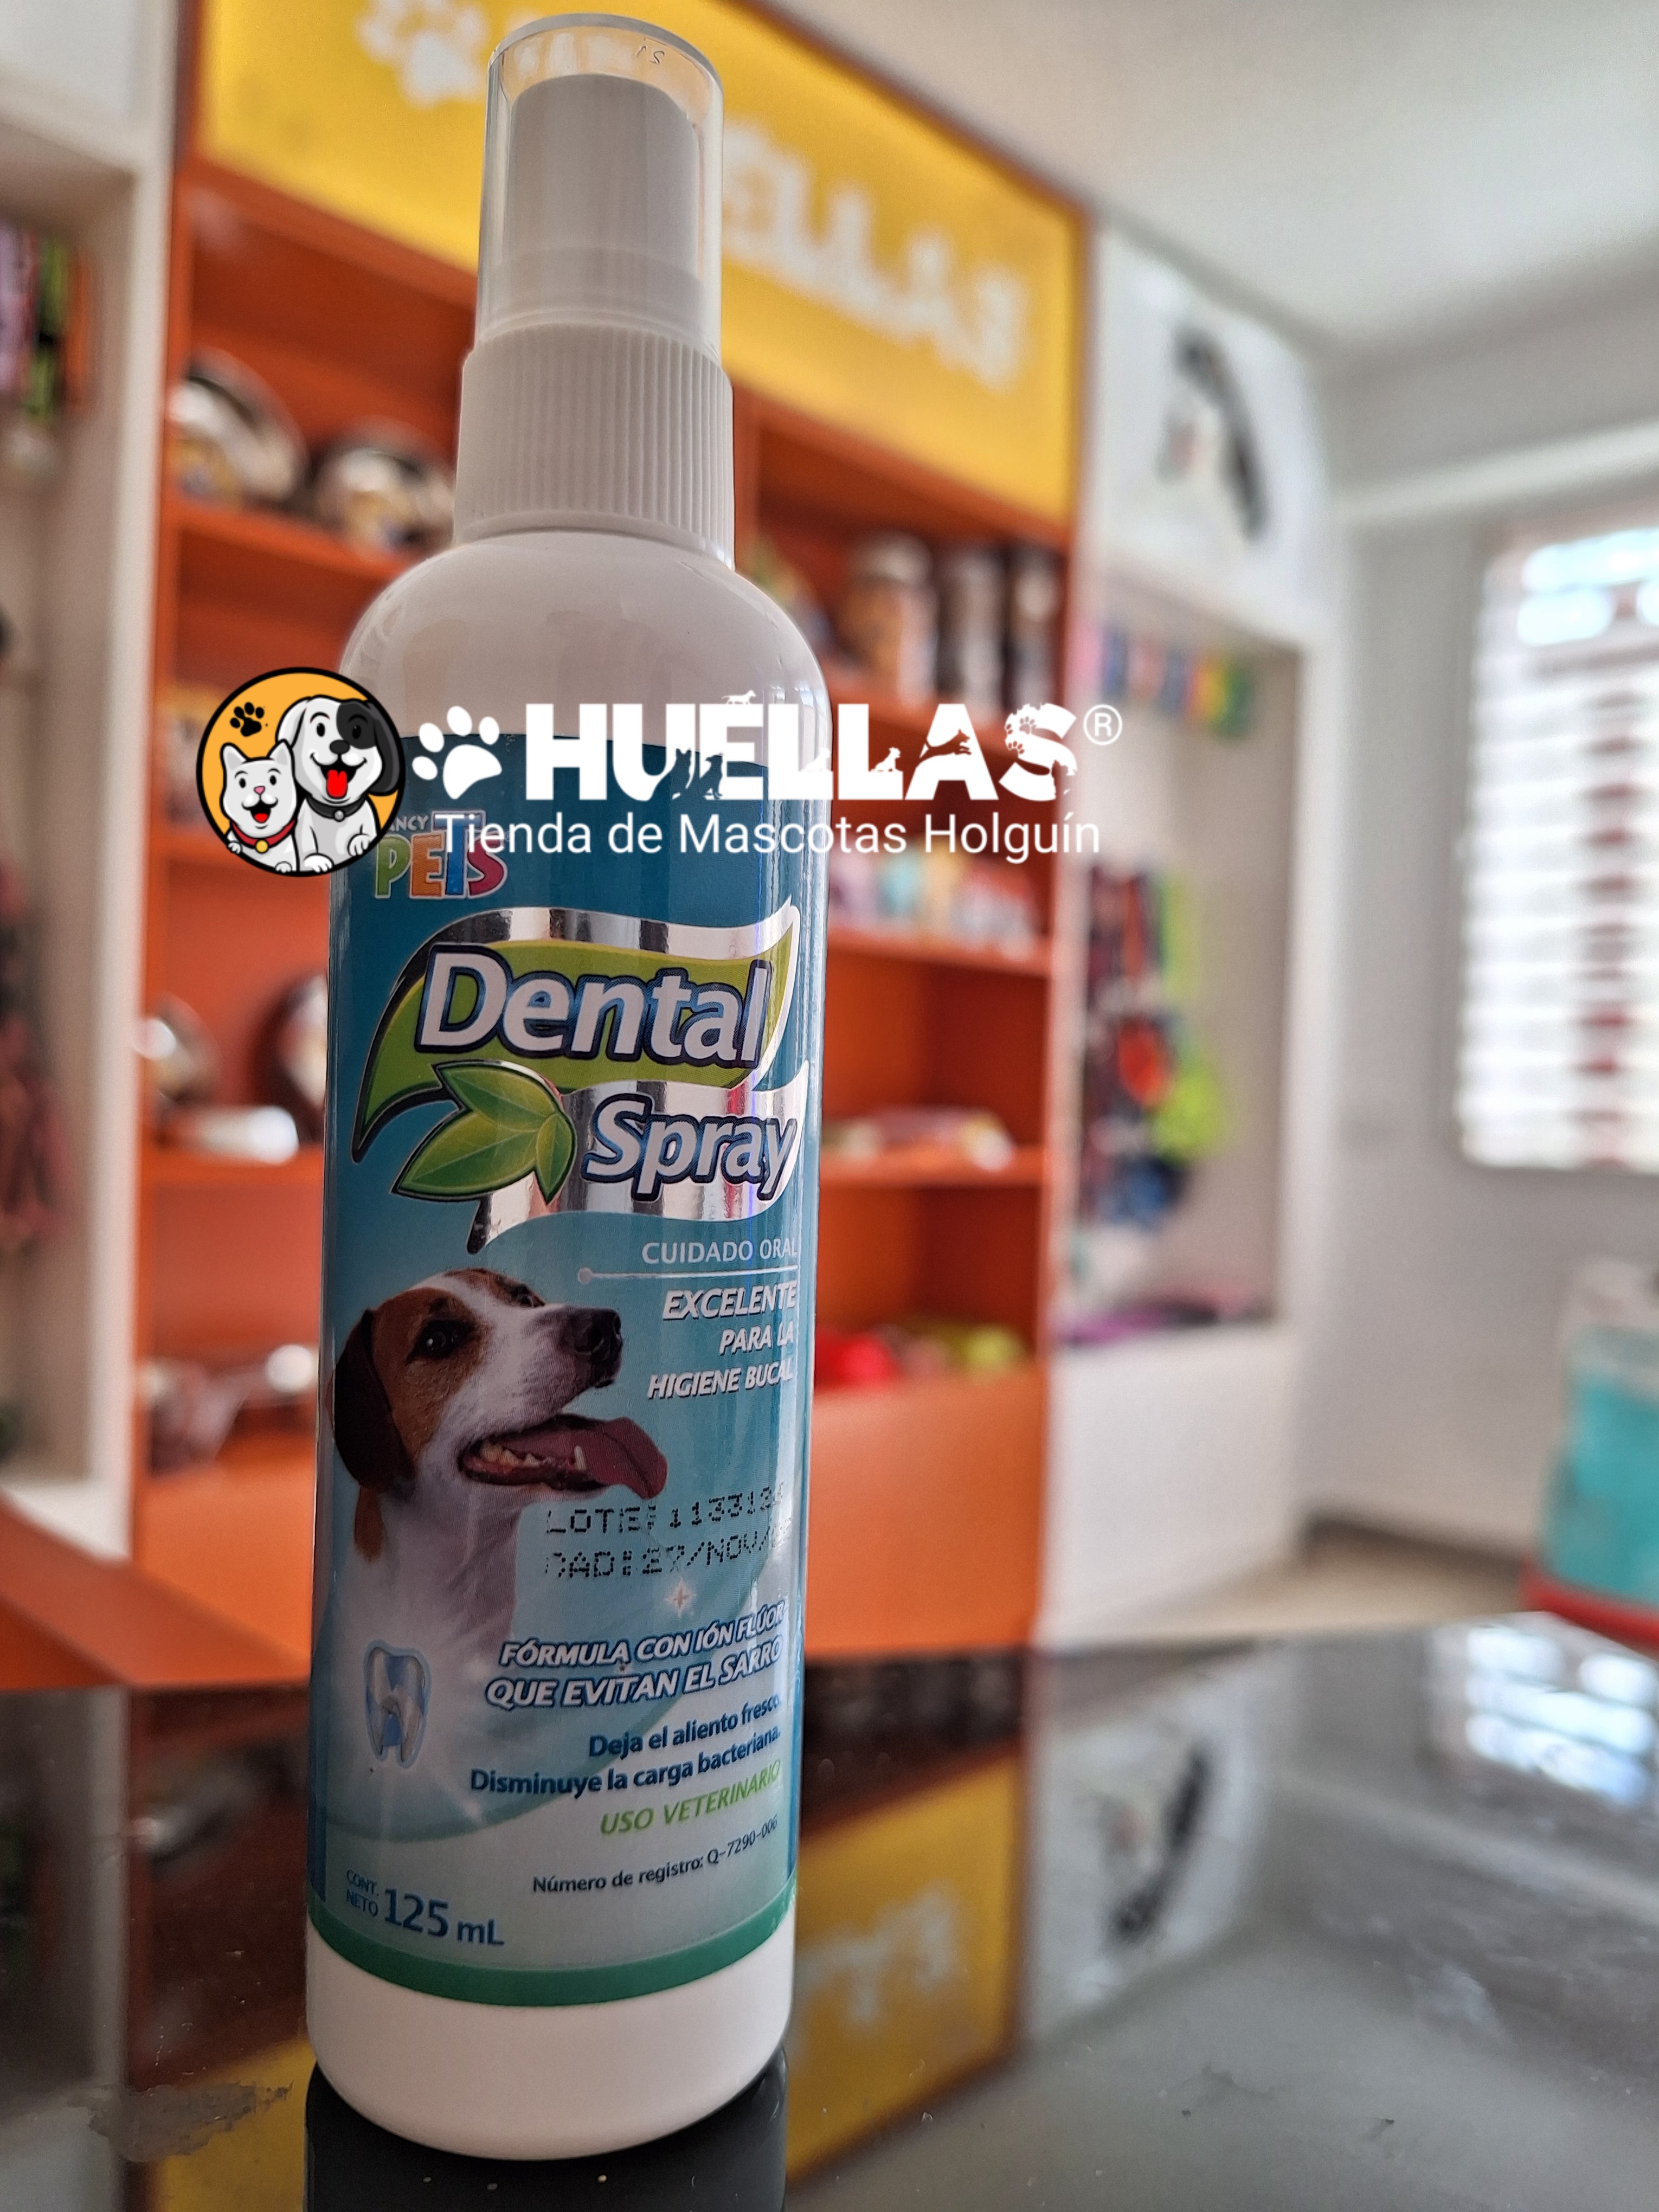 HUELLAS®
Tienda de Mascotas Holguín
PETS
Dental
Spray
CUIDADO ORAL
EXCELENTE
PARA LA
HIGIENE BUCAL
FÓRMULA CON IÓN FLÚOR
QUE EVITAN EL SARRO
Deja el aliento fresco.
Disminuye la carga bacteriana.
USO VETERINARIO
Número de registro: Q-7290-006
CONT.
NETO 125 mL